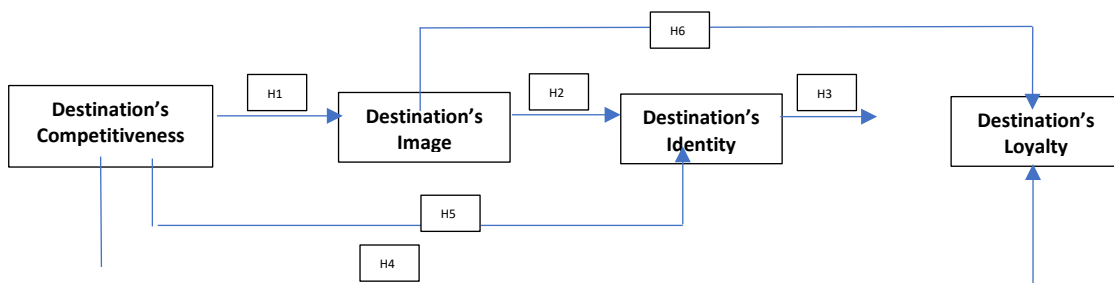 H6
H1
H2
H3
Destination’s
Competitiveness
Destination’s
Image
Destination’s
Identity
Destination’s
Loyalty
H5
H4